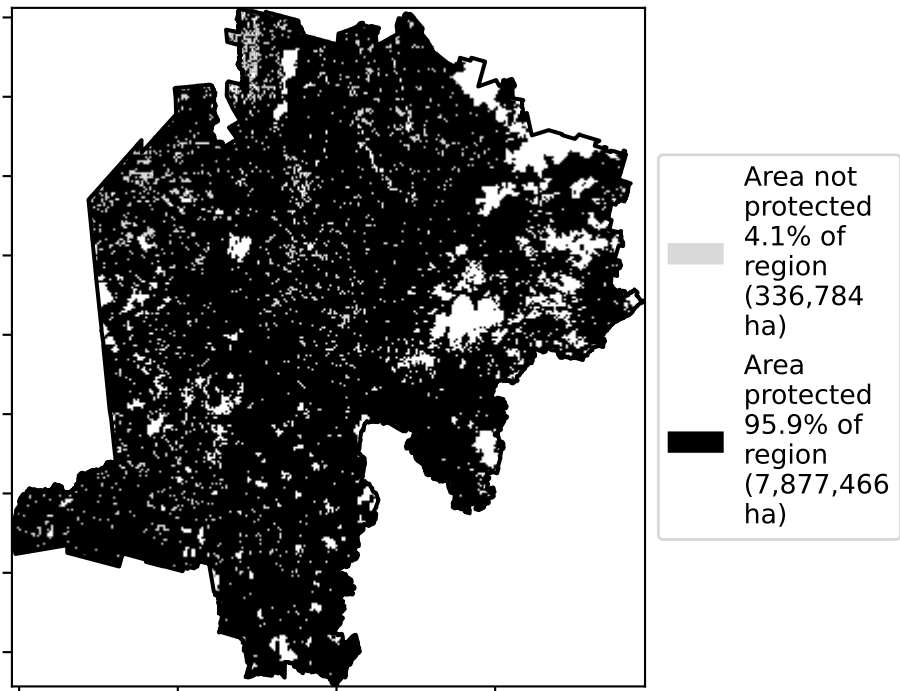 Area not
protected
4.1% of
region
(336,784
ha)
Area
protected
95.9% of
region
(7,877,466
ha)